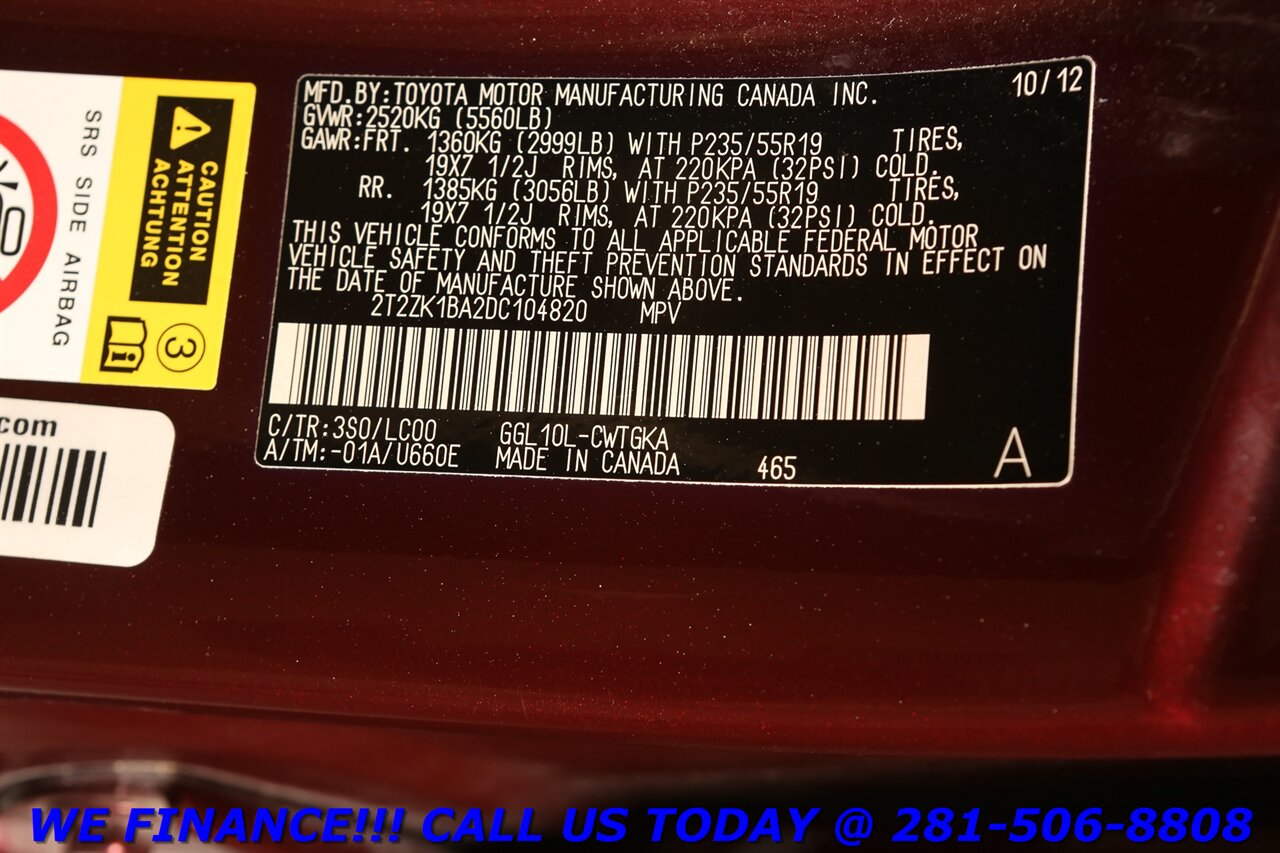 SRS SIDE AIRBAG
CAUTION
ATTENTION
ACHTUNG
3
.com
MFD.BY:TOYOTA MOTOR MANUFACTURING CANADA INC. 10/12
GVWR:2520KG (5560LB)
GAWR:FRT. 1360KG (2999LB) WITH P235/55R19 TIRES,
19X7 1/2J RIMS, AT 220KPA (32PSI) COLD.
RR. 1385KG (3056LB) WITH P235/55R19 TIRES,
19X7 1/2J RIMS, AT 220KPA (32PSI) COLD.
THIS VEHICLE CONFORMS TO ALL APPLICABLE FEDERAL MOTOR
VEHICLE SAFETY AND THEFT PREVENTION STANDARDS IN EFFECT ON
THE DATE OF MANUFACTURE SHOWN ABOVE.
2T2ZK1BA2DC104820 MPV
C/TR:3S0/LC00 GGL10L-CWTGKA
A/TM:-01A/U660E MADE IN CANADA 465 A
WE FINANCE!!! CALL US TODAY @ 281-506-8808